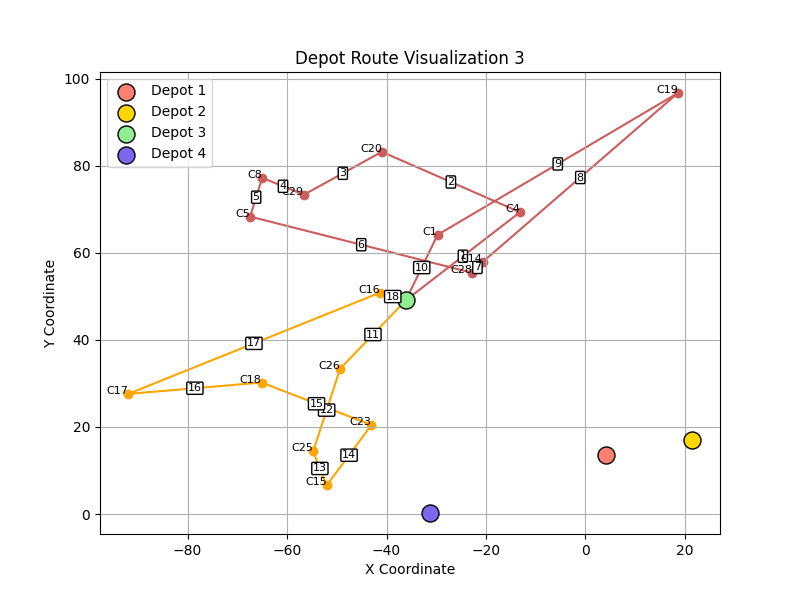 Depot Route Visualization 3
Depot 1
Depot 2
Depot 3
Depot 4
Y Coordinate
100
80
60
40
20
0
−80
−60
−40
−20
0
20
X Coordinate
C19
9
8
C20
3
2
C8
4
C29
5
C5
C4
C1
6
1
C14
10
7
C28
C16
18
11
17
C26
C18
C17
16
15
12
C23
C25
14
13
C15